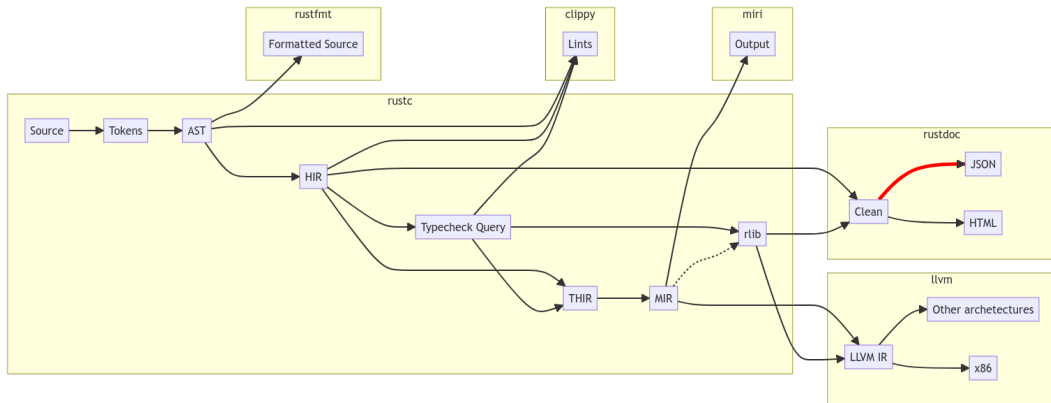 rustfmt
Formatted Source
clippy
Lints
miri
Output
rustc
Source
Tokens
AST
HIR
Typecheck Query
THIR
MIR
rlib
rustdoc
JSON
Clean
HTML
llvm
Other archetectures
LLVM IR
x86